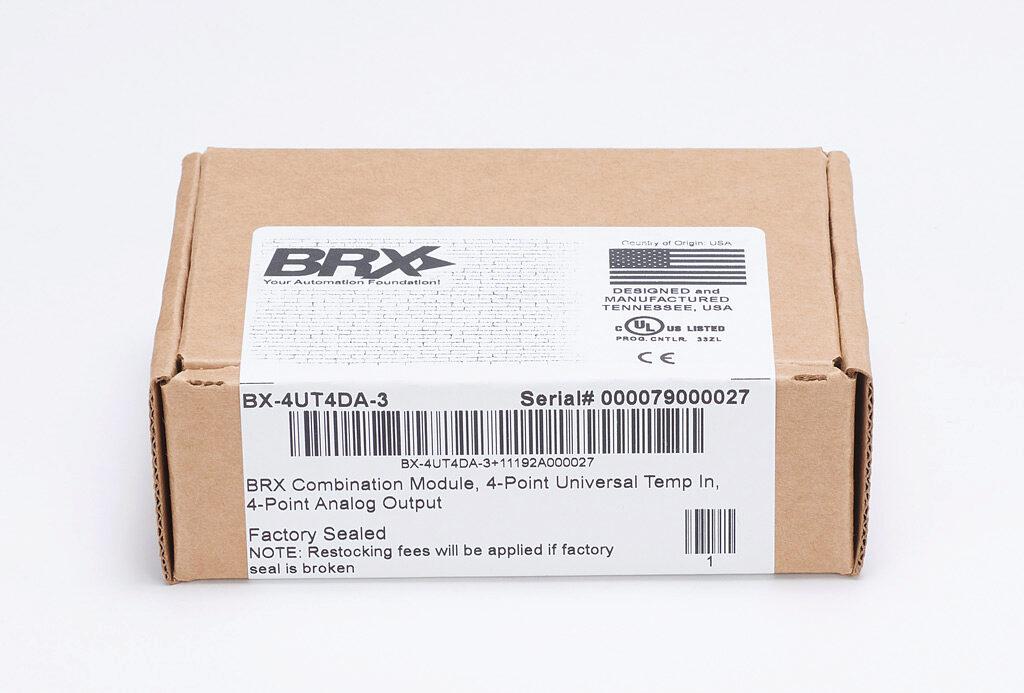 BRX
Your Automation Foundation!
Country of Origin: USA
DESIGNED and
MANUFACTURED
TENNESSEE, USA
C UL US LISTED
PROG. CNTLR. 33ZL
CE
BX-4UT4DA-3 Serial# 000079000027
BX-4UT4DA-3+11192A000027
BRX Combination Module, 4-Point Universal Temp In,
4-Point Analog Output
Factory Sealed
NOTE: Restocking fees will be applied if factory
seal is broken
1